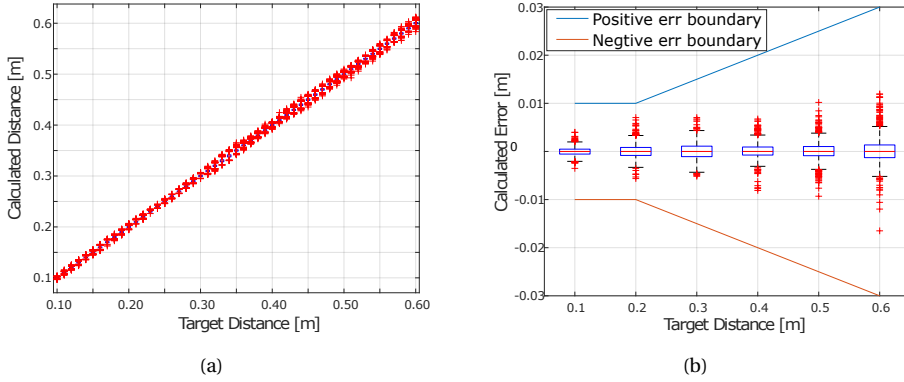 0.6
0.5
0.4
0.3
0.2
0.1
Calculated Distance [m]
0.10 0.20 0.30 0.40 0.50 0.60
Target Distance [m]
(a)
0.03
0.02
0.01
0
-0.01
-0.02
-0.03
Calculated Error [m]
Positive err boundary
Negtive err boundary
0.1 0.2 0.3 0.4 0.5 0.6
Target Distance [m]
(b)